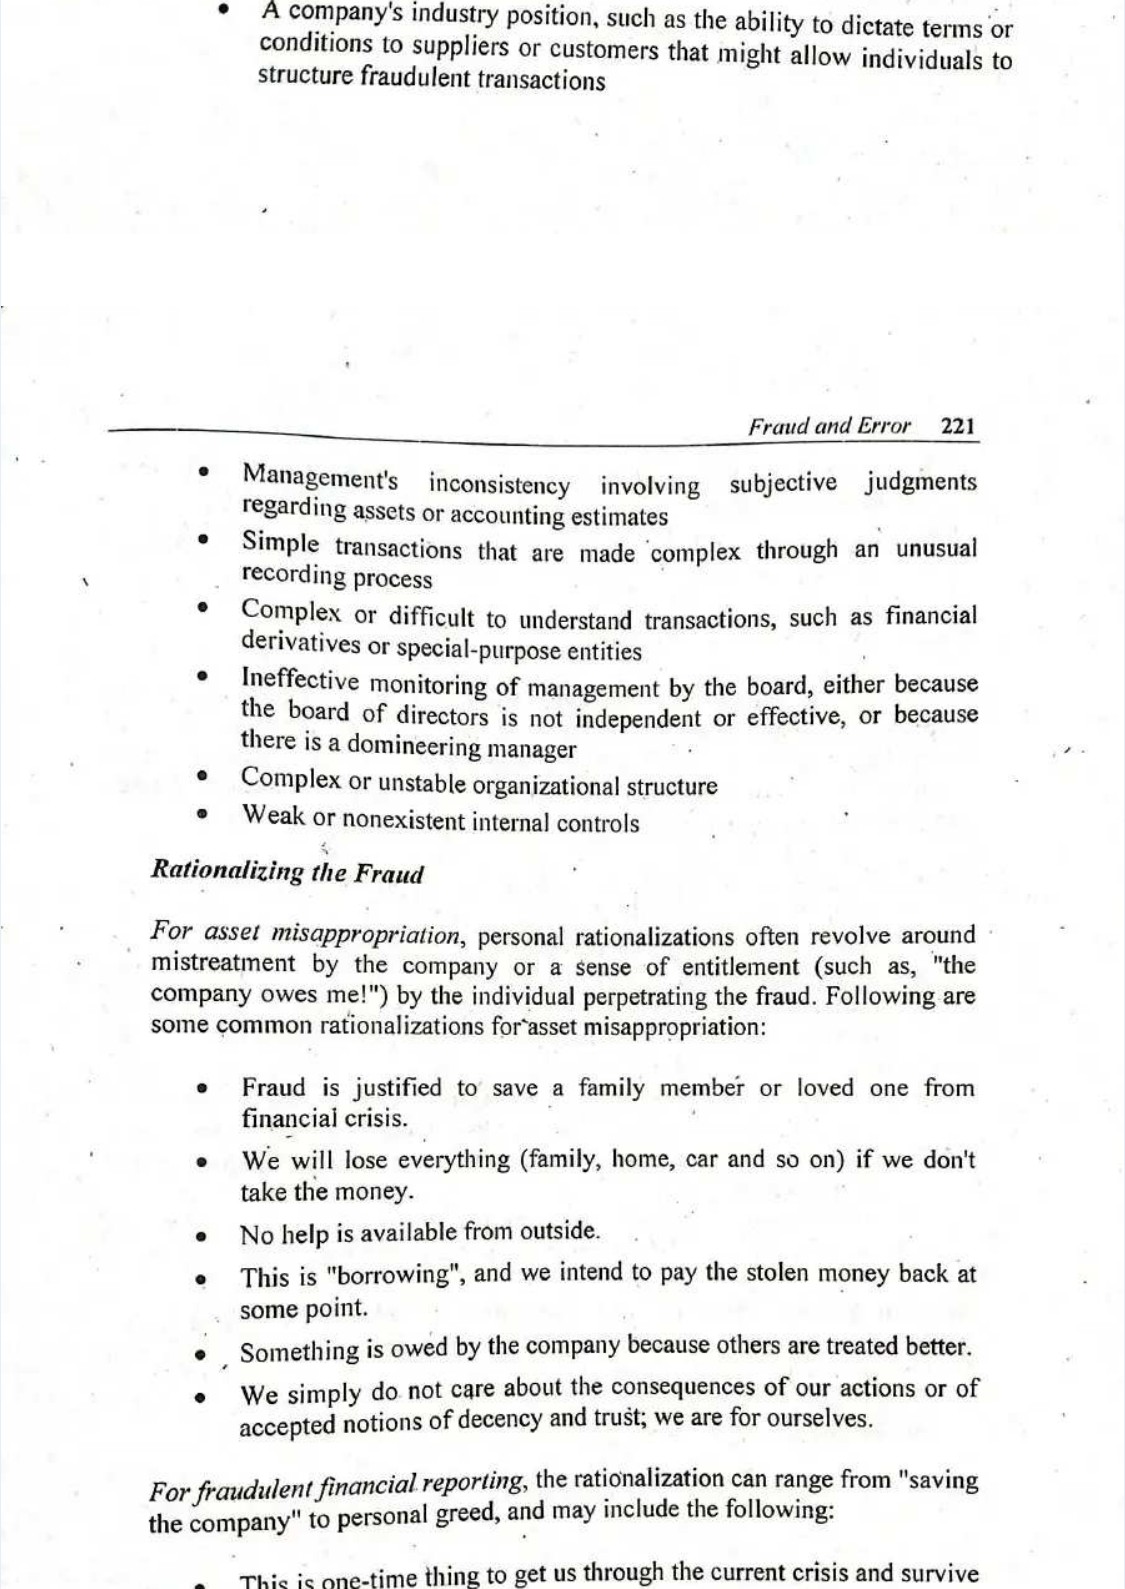 • A company's industry position, such as the ability to dictate terms or
conditions to suppliers or customers that might allow individuals to
structure fraudulent transactions
Fraud and Error 221
• Management's inconsistency involving subjective judgments
regarding assets or accounting estimates
• Simple transactions that are made complex through an unusual
recording process
• Complex or difficult to understand transactions, such as financial
derivatives or special-purpose entities
• Ineffective monitoring of management by the board, either because
the board of directors is not independent or effective, or because
there is a domineering manager
• Complex or unstable organizational structure
• Weak or nonexistent internal controls
Rationalizing the Fraud
For asset misappropriation, personal rationalizations often revolve around
mistreatment by the company or a sense of entitlement (such as, "the
company owes me!") by the individual perpetrating the fraud. Following are
some common rationalizations for asset misappropriation:
• Fraud is justified to save a family member or loved one from
financial crisis.
• We will lose everything (family, home, car and so on) if we don't
take the money.
• No help is available from outside.
• This is "borrowing", and we intend to pay the stolen money back at
some point.
• Something is owed by the company because others are treated better.
• We simply do not care about the consequences of our actions or of
accepted notions of decency and trust; we are for ourselves.
For fraudulent financial reporting, the rationalization can range from "saving
the company" to personal greed, and may include the following:
• This is one-time thing to get us through the current crisis and survive